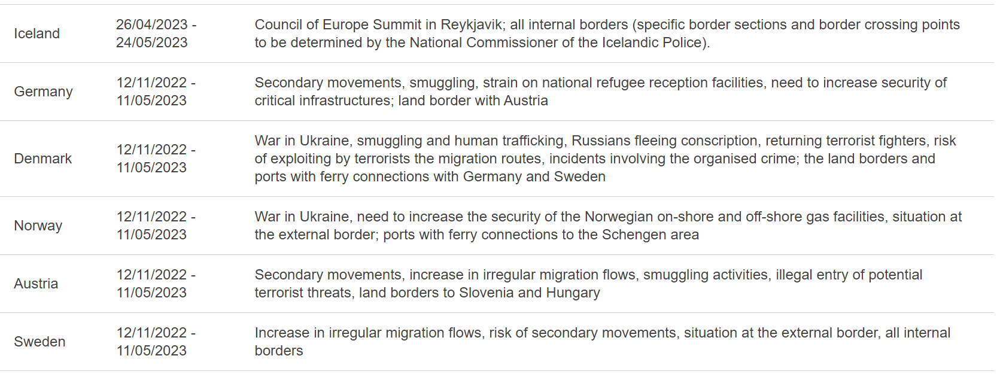 Iceland
26/04/2023 -
24/05/2023
Council of Europe Summit in Reykjavik; all internal borders (specific border sections and border crossing points
to be determined by the National Commissioner of the Icelandic Police).
Germany
12/11/2022 -
11/05/2023
Secondary movements, smuggling, strain on national refugee reception facilities, need to increase security of
critical infrastructures; land border with Austria
Denmark
12/11/2022 -
11/05/2023
War in Ukraine, smuggling and human trafficking, Russians fleeing conscription, returning terrorist fighters, risk
of exploiting by terrorists the migration routes, incidents involving the organised crime; the land borders and
ports with ferry connections with Germany and Sweden
Norway
12/11/2022 -
11/05/2023
War in Ukraine, need to increase the security of the Norwegian on-shore and off-shore gas facilities, situation at
the external border; ports with ferry connections to the Schengen area
Austria
12/11/2022 -
11/05/2023
Secondary movements, increase in irregular migration flows, smuggling activities, illegal entry of potential
terrorist threats, land borders to Slovenia and Hungary
Sweden
12/11/2022 -
11/05/2023
Increase in irregular migration flows, risk of secondary movements, situation at the external border, all internal
borders